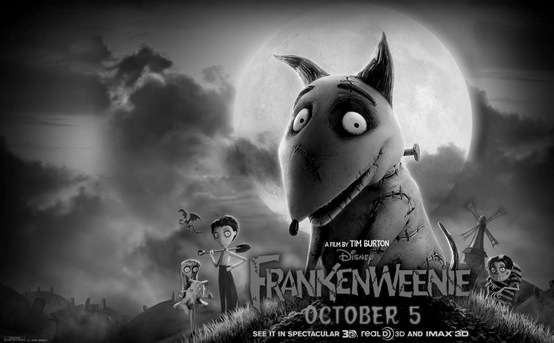 A FILM BY TIM BURTON
Disney
FRANKENWEENIE
OCTOBER 5
SEE IT IN SPECTACULAR 3D, REAL D 3D AND IMAX 3D